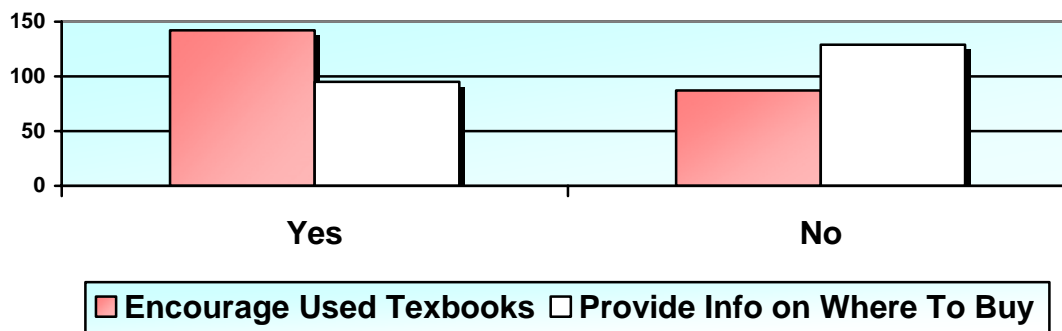 150
100
50
0
Yes No
Encourage Used Texbooks Provide Info on Where To Buy